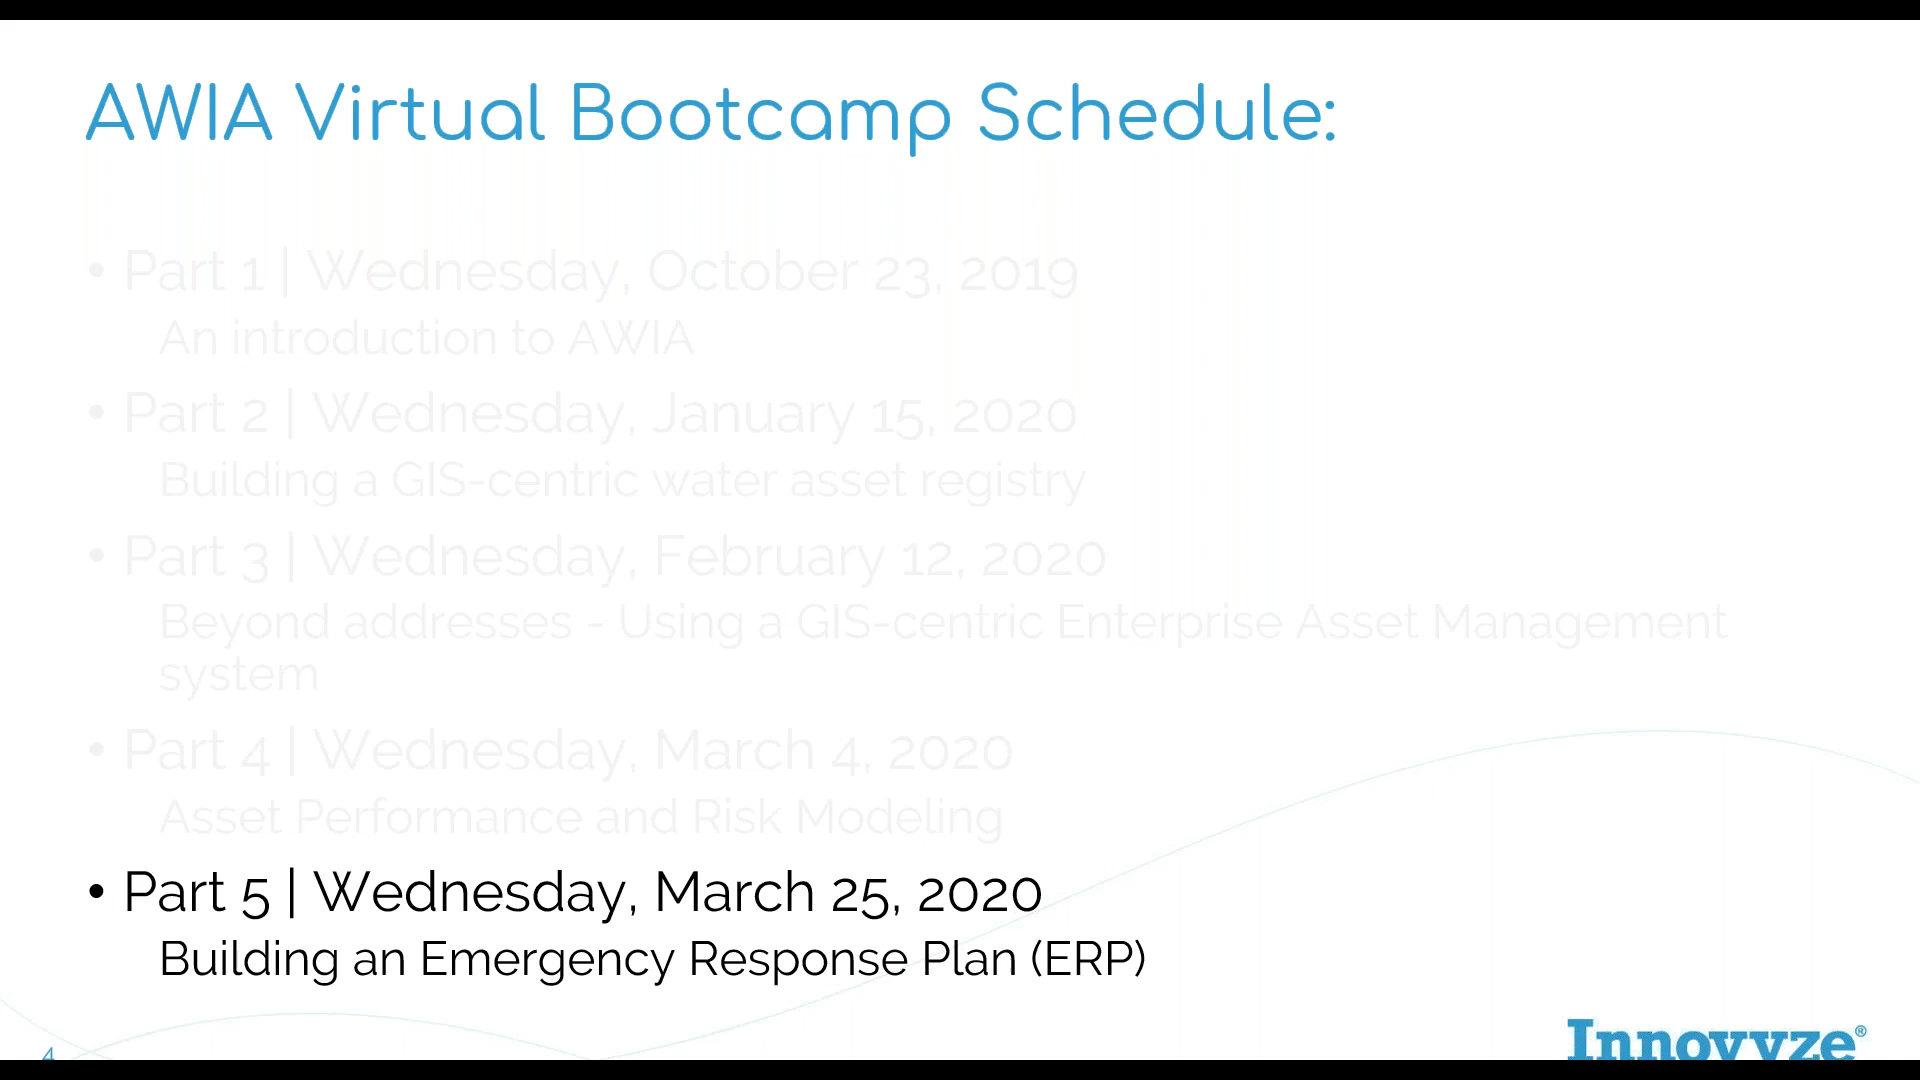 AWIA Virtual Bootcamp Schedule:
• Part 1 | Wednesday, October 23, 2019
An introduction to AWIA
• Part 2 | Wednesday, January 15, 2020
Building a GIS-centric water asset registry
• Part 3 | Wednesday, February 12, 2020
Beyond addresses - Using a GIS-centric Enterprise Asset Management
system
• Part 4 | Wednesday, March 4, 2020
Asset Performance and Risk Modeling
• Part 5 | Wednesday, March 25, 2020
Building an Emergency Response Plan (ERP)
4
Innovyze®